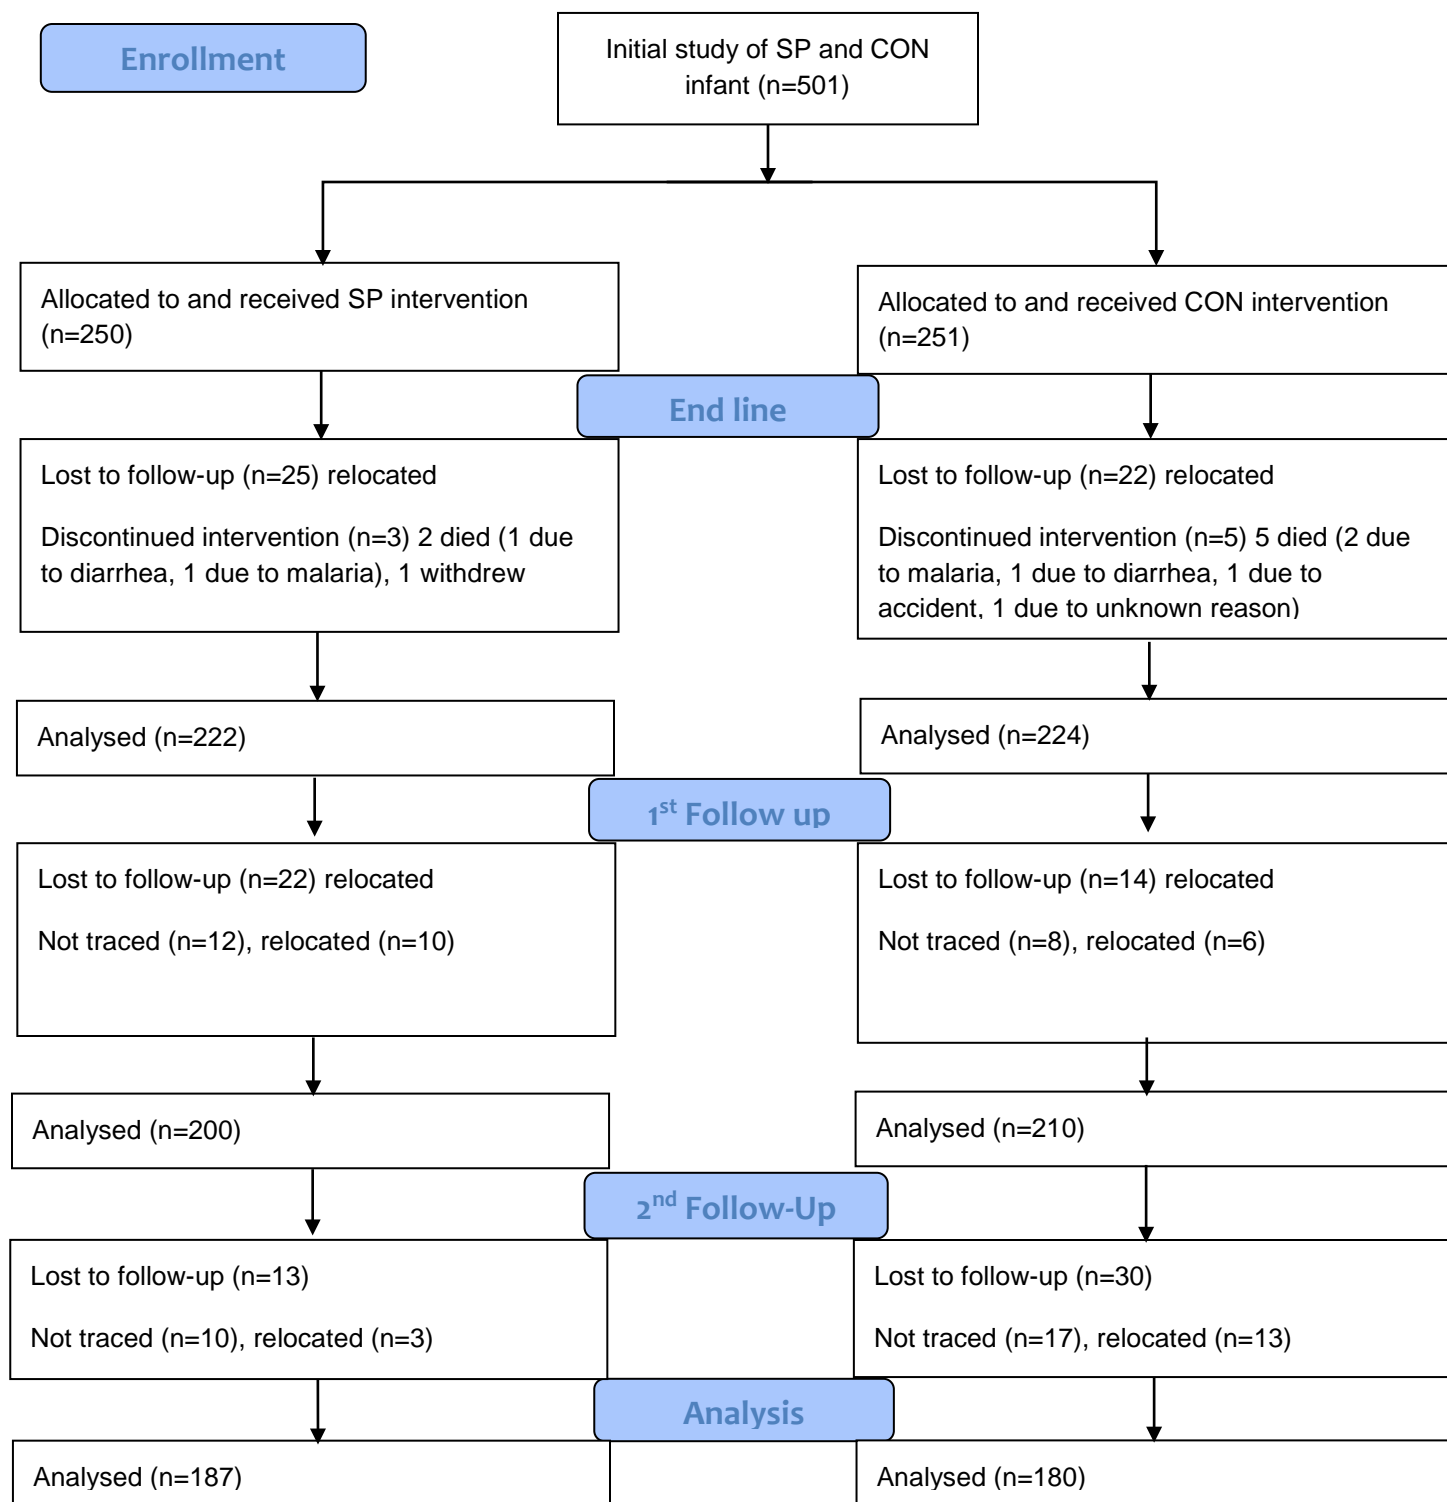 Enrollment
Initial study of SP and CON
infant (n=501)
Allocated to and received SP intervention
(n=250)
Allocated to and received CON intervention
(n=251)
End line
Lost to follow-up (n=25) relocated
Discontinued intervention (n=3) 2 died (1 due
to diarrhea, 1 due to malaria), 1 withdrew
Lost to follow-up (n=22) relocated
Discontinued intervention (n=5) 5 died (2 due
to malaria, 1 due to diarrhea, 1 due to
accident, 1 due to unknown reason)
Analysed (n=222)
Analysed (n=224)
1st Follow up
Lost to follow-up (n=22) relocated
Not traced (n=12), relocated (n=10)
Lost to follow-up (n=14) relocated
Not traced (n=8), relocated (n=6)
Analysed (n=200)
Analysed (n=210)
2nd Follow-Up
Lost to follow-up (n=13)
Not traced (n=10), relocated (n=3)
Lost to follow-up (n=30)
Not traced (n=17), relocated (n=13)
Analysis
Analysed (n=187)
Analysed (n=180)